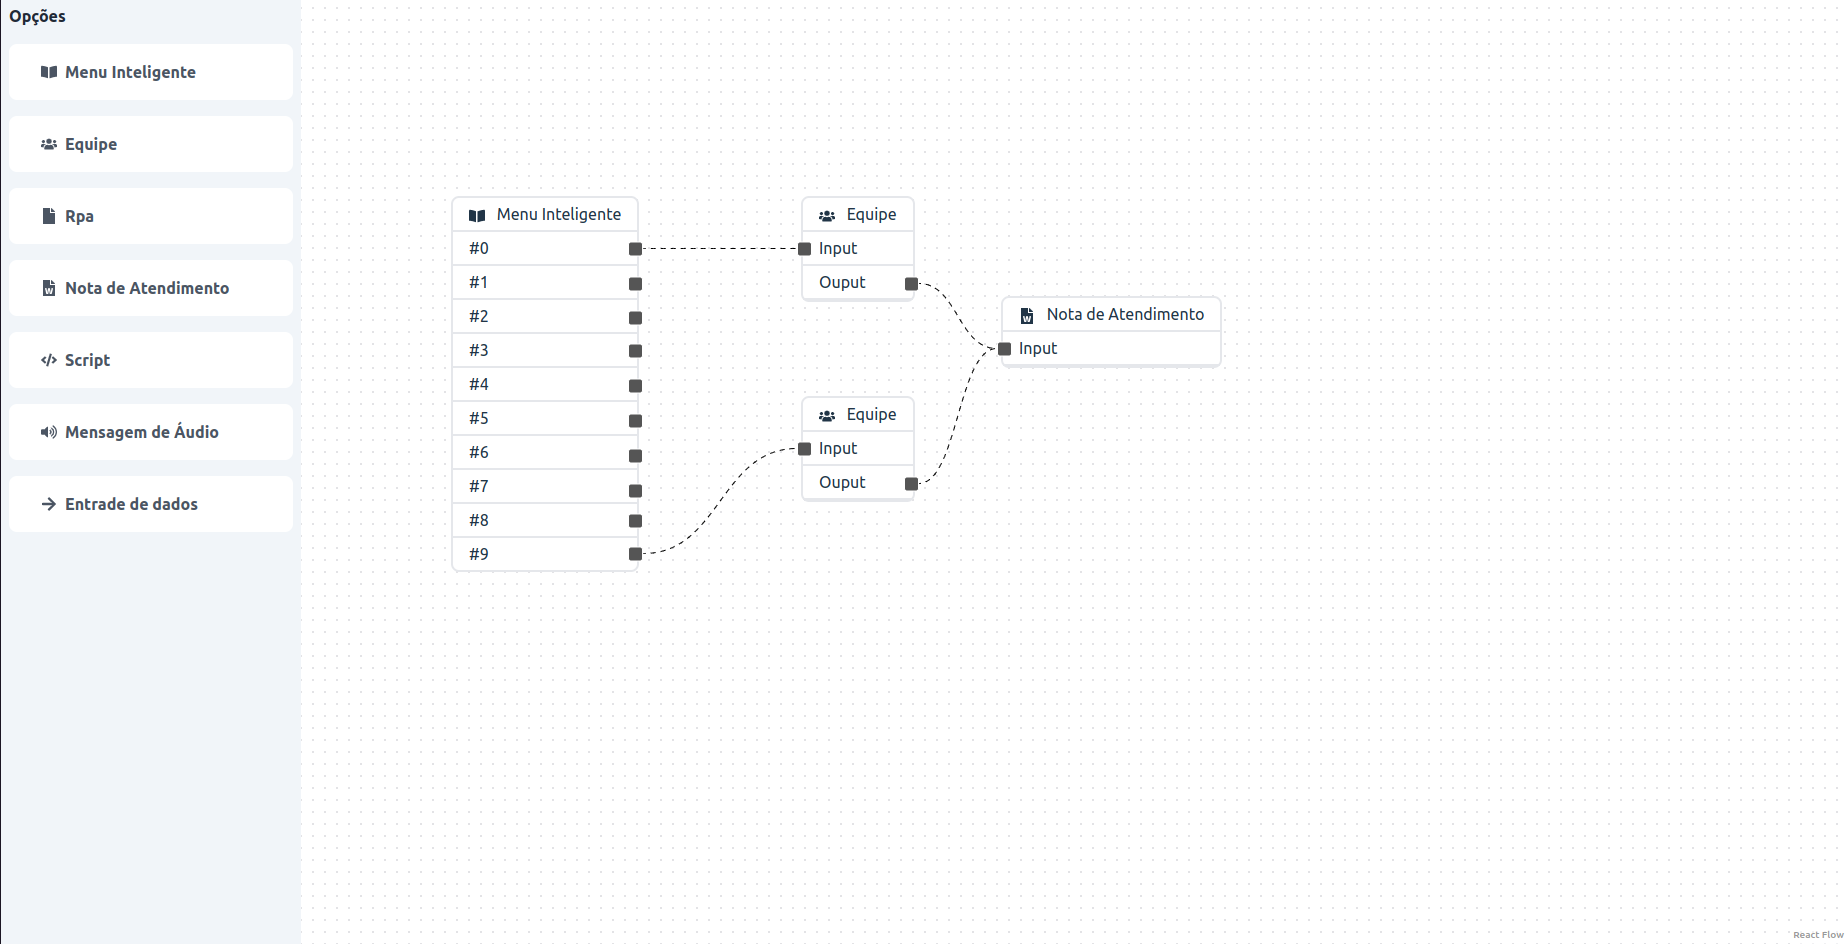 Opções
Menu Inteligente
Equipe
Rpa
Nota de Atendimento
Script
Mensagem de Áudio
Entrade de dados
Menu Inteligente
#0
#1
#2
#3
#4
#5
#6
#7
#8
#9
Equipe
Input
Ouput
Equipe
Input
Ouput
Nota de Atendimento
Input
React Flow